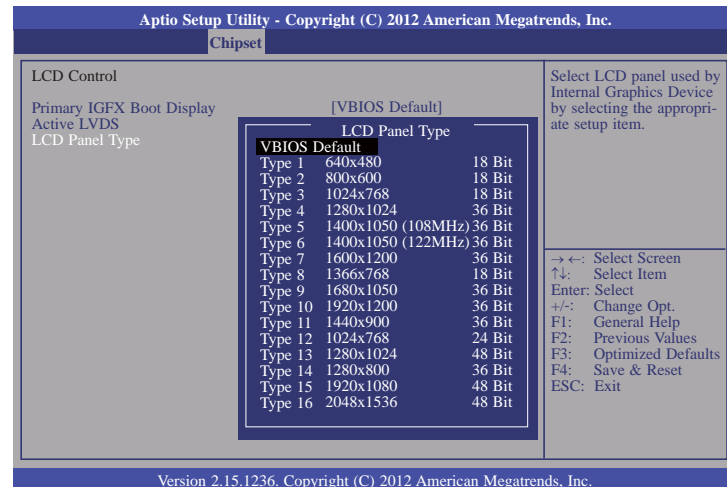 Aptio Setup Utility - Copyright (C) 2012 American Megatrends, Inc.
Chipset
LCD Control
Primary IGFX Boot Display [VBIOS Default]
Active LVDS
LCD Panel Type
LCD Panel Type
VBIOS Default
Type 1 640x480 18 Bit
Type 2 800x600 18 Bit
Type 3 1024x768 18 Bit
Type 4 1280x1024 36 Bit
Type 5 1400x1050 (108MHz) 36 Bit
Type 6 1400x1050 (122MHz) 36 Bit
Type 7 1600x1200 36 Bit
Type 8 1366x768 18 Bit
Type 9 1680x1050 36 Bit
Type 10 1920x1200 36 Bit
Type 11 1440x900 36 Bit
Type 12 1024x768 24 Bit
Type 13 1280x1024 48 Bit
Type 14 1280x800 36 Bit
Type 15 1920x1080 48 Bit
Type 16 2048x1536 48 Bit
Select LCD panel used by
Internal Graphics Device
by selecting the appropri-
ate setup item.
→←: Select Screen
↑↓: Select Item
Enter: Select
+/-: Change Opt.
F1: General Help
F2: Previous Values
F3: Optimized Defaults
F4: Save & Reset
ESC: Exit
Version 2.15.1236. Copyright (C) 2012 American Megatrends, Inc.